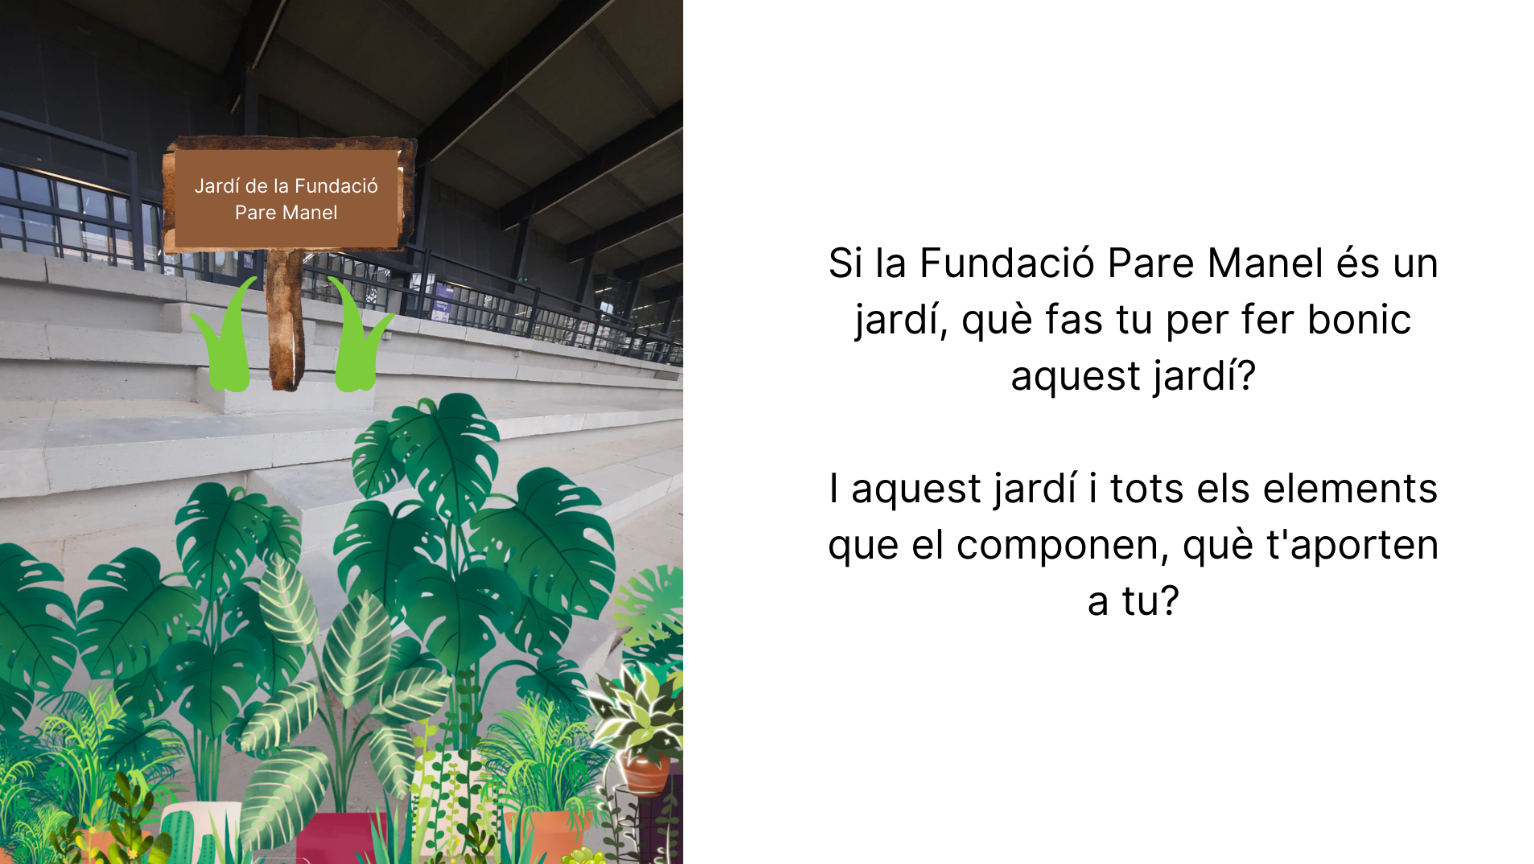 Jardí de la Fundació
Pare Manel
Si la Fundació Pare Manel és un
jardí, què fas tu per fer bonic
aquest jardí?
I aquest jardí i tots els elements
que el componen, què t'aporten
a tu?